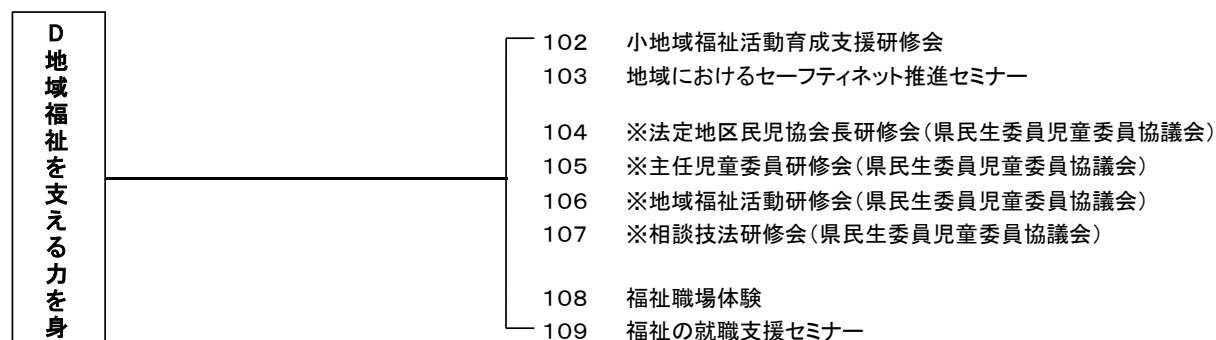 D地域福祉を支える力を身
102 小地域福祉活動育成支援研修会
103 地域におけるセーフティネット推進セミナー
104 ※法定地区民児協会長研修会(県民生委員児童委員協議会)
105 ※主任児童委員研修会(県民生委員児童委員協議会)
106 ※地域福祉活動研修会(県民生委員児童委員協議会)
107 ※相談技法研修会(県民生委員児童委員協議会)
108 福祉職場体験
109 福祉の就職支援セミナー